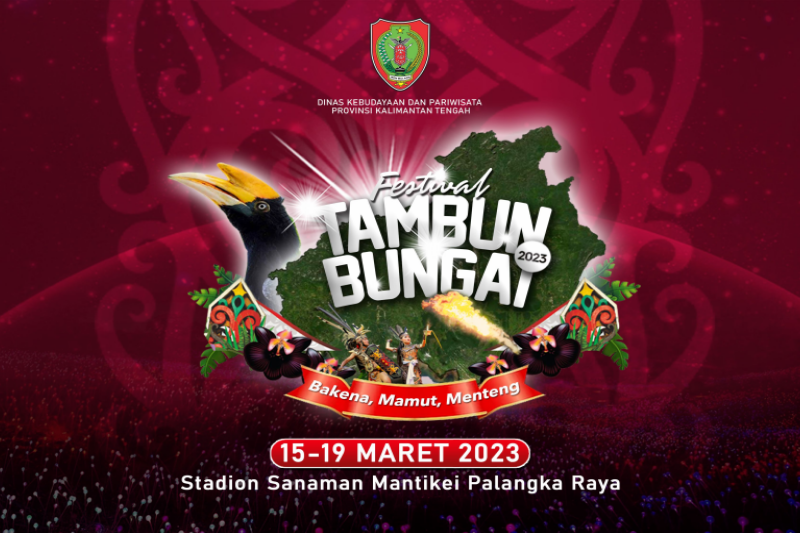 DINAS KEBUDAYAAN DAN PARIWISATA
PROVINSI KALIMANTAN TENGAH
Festival
TAMBUN
BUNGAI
2023
Bakena, Mamut, Menteng
15-19 MARET 2023
Stadion Sanaman Mantikei Palangka Raya